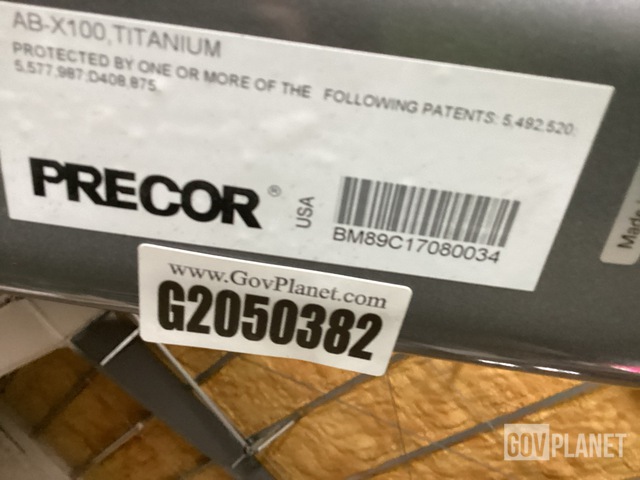 AB-X100,TITANIUM
PROTECTED BY ONE OR MORE OF THE FOLLOWING PATENTS: 5,492,520;
5,577,987;D408,875
PRECOR®
USA
BM89C17080034
Made
www.GovPlanet.com
G2050382
GOVPLANET